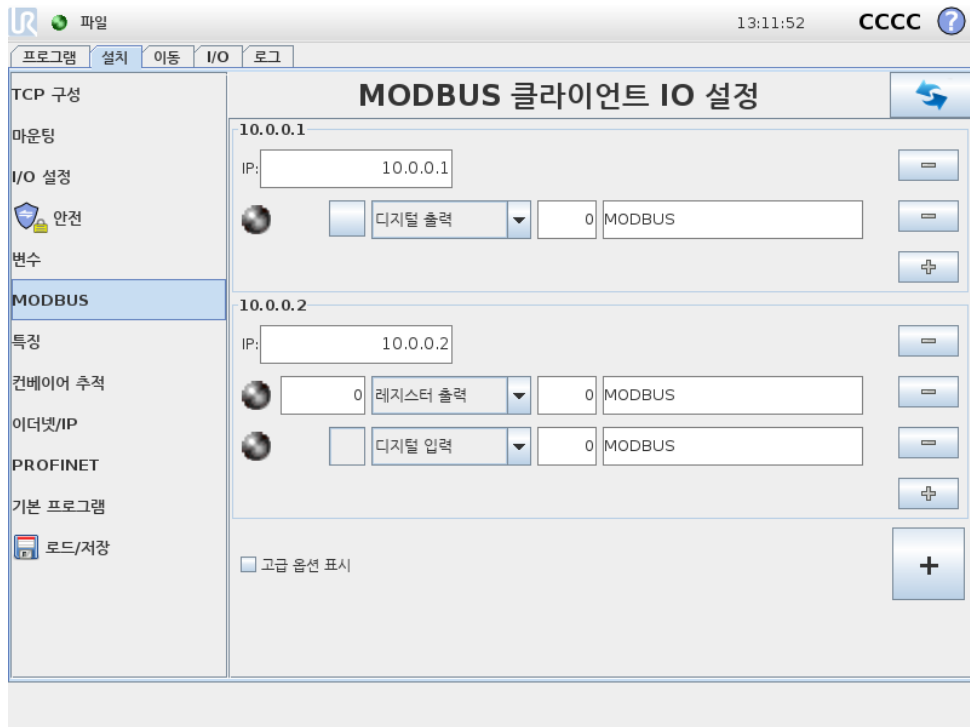 UR 파일 13:11:52 CCCC ?
프로그램 설치 이동 I/O 로그
TCP 구성
마운팅
I/O 설정
안전
변수
MODBUS
특징
컨베이어 추적
이더넷/IP
PROFINET
기본 프로그램
로드/저장
MODBUS 클라이언트 IO 설정
10.0.0.1
IP: 10.0.0.1
디지털 출력 0 MODBUS
10.0.0.2
IP: 10.0.0.2
0 레지스터 출력 0 MODBUS
디지털 입력 0 MODBUS
고급 옵션 표시